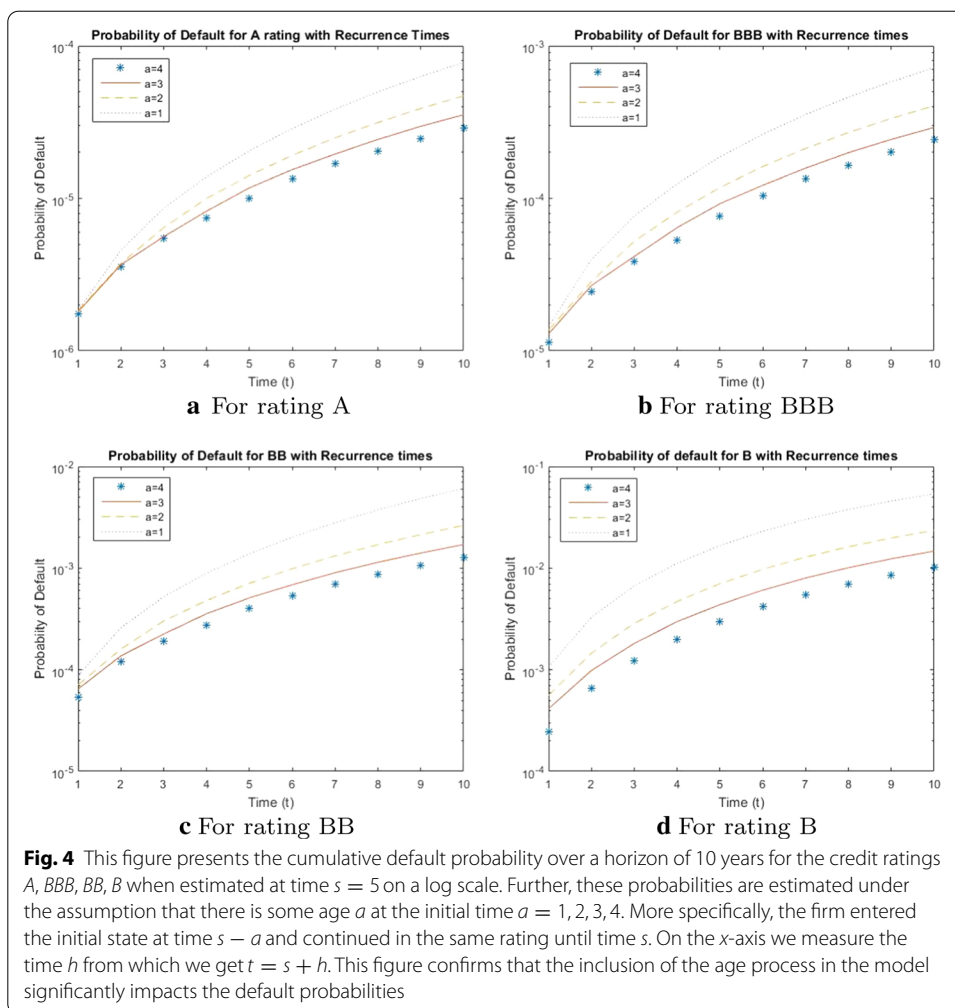 Probability of Default for A rating with Recurrence Times
10⁻⁴
10⁻⁵
10⁻⁶
Probability of Default
a=4
a=3
a=2
a=1
1 2 3 4 5 6 7 8 9 10
Time (t)
a For rating A
Probability of Default for BBB with Recurrence times
10⁻³
10⁻⁴
10⁻⁵
Probability of Default
a=4
a=3
a=2
a=1
1 2 3 4 5 6 7 8 9 10
Time (t)
b For rating BBB
Probability of Default for BB with Recurrence times
10⁻²
10⁻³
10⁻⁴
10⁻⁵
Probability of Default
a=4
a=3
a=2
a=1
1 2 3 4 5 6 7 8 9 10
Time (t)
c For rating BB
Probability of default for B with Recurrence times
10⁻¹
10⁻²
10⁻³
10⁻⁴
Probability of Default
a=4
a=3
a=2
a=1
1 2 3 4 5 6 7 8 9 10
Time (t)
d For rating B
Fig. 4 This figure presents the cumulative default probability over a horizon of 10 years for the credit ratings
A, BBB, BB, B when estimated at time s = 5 on a log scale. Further, these probabilities are estimated under
the assumption that there is some age a at the initial time a = 1, 2, 3, 4. More specifically, the firm entered
the initial state at time s − a and continued in the same rating until time s. On the x-axis we measure the
time h from which we get t = s + h. This figure confirms that the inclusion of the age process in the model
significantly impacts the default probabilities